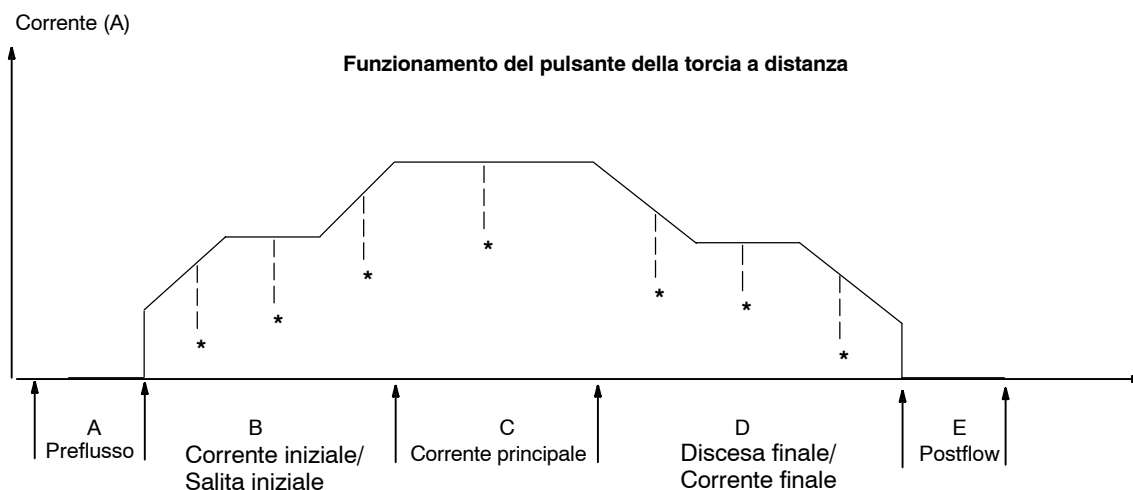 Corrente (A)
Funzionamento del pulsante della torcia a distanza
*
*
*
*
*
*
*
A
Preflusso
B
Corrente iniziale/
Salita iniziale
C
Corrente principale
D
Discesa finale/
Corrente finale
E
Postflow